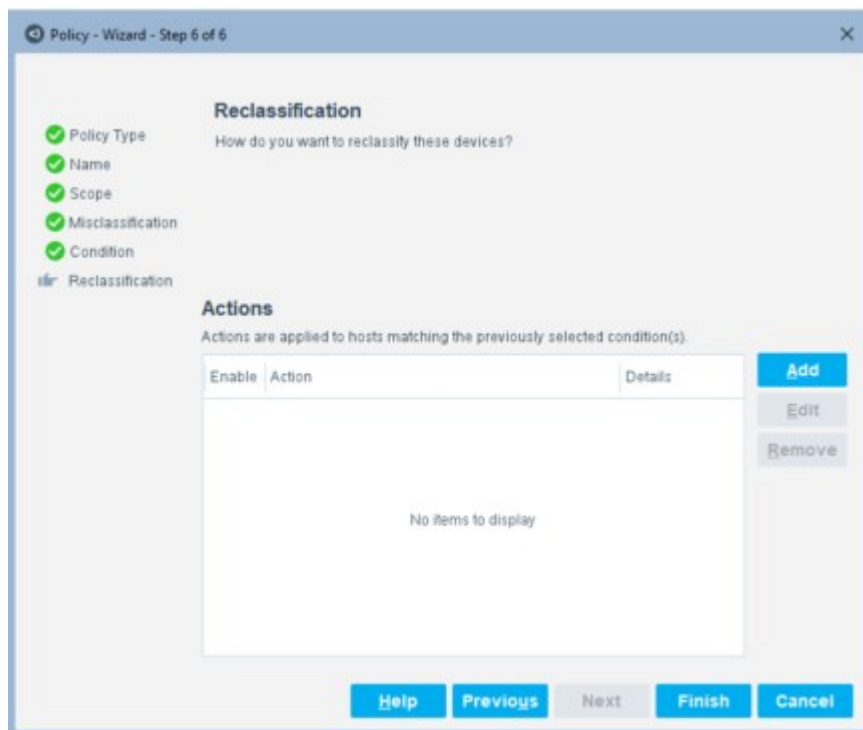 Policy - Wizard - Step 6 of 6
Policy Type
Name
Scope
Misclassification
Condition
Reclassification
Reclassification
How do you want to reclassify these devices?
Actions
Actions are applied to hosts matching the previously selected condition(s).
Enable Action Details
No items to display
Add
Edit
Remove
Help Previous Next Finish Cancel